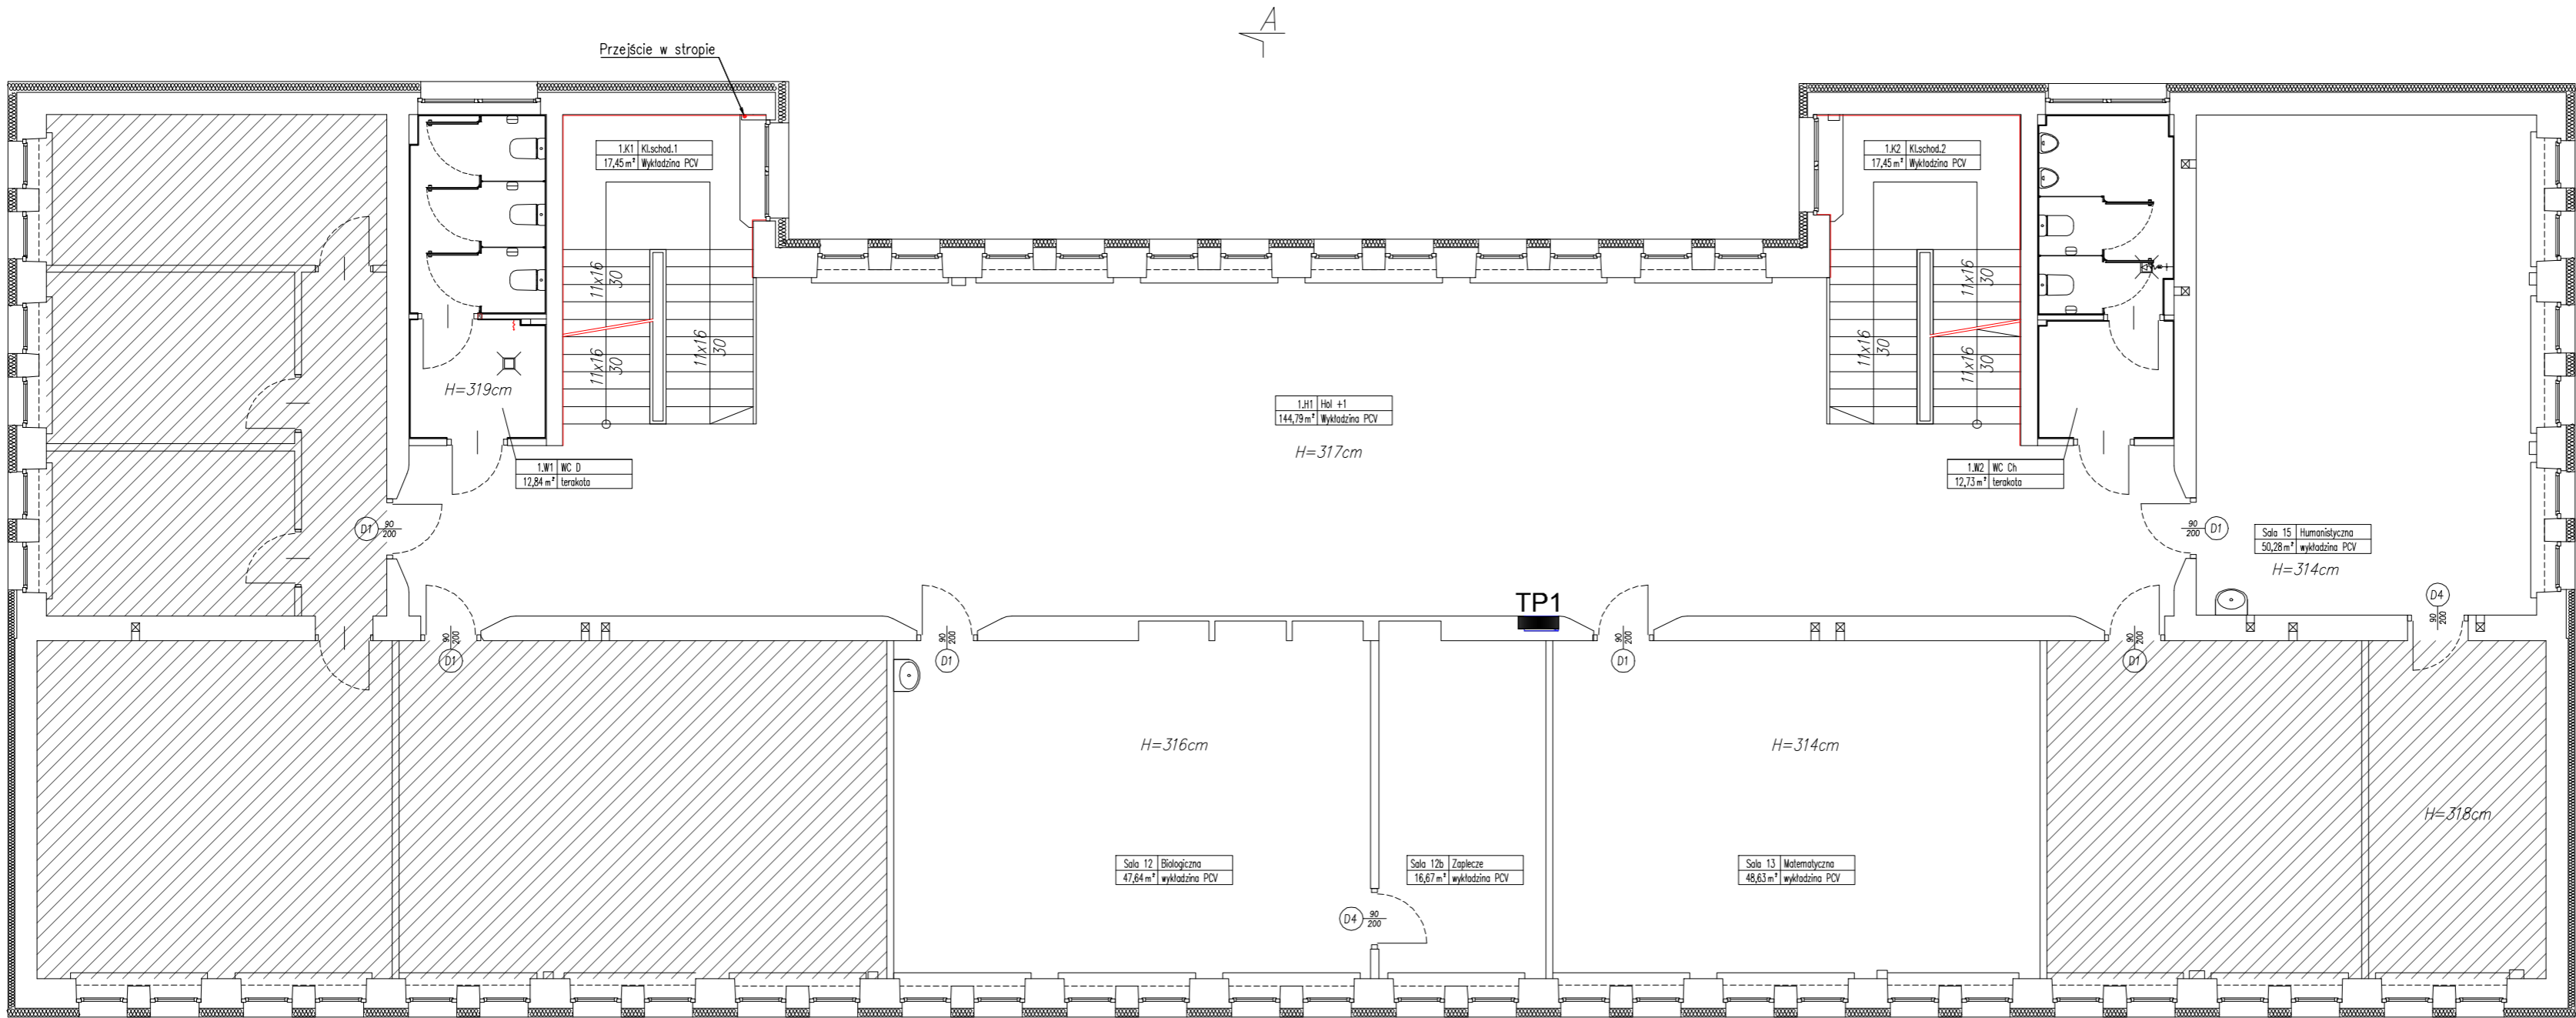 A
Przejście w stropie
1.K1 Kl.schod.1
17,45 m² Wykładzina PCV
1.K2 Kl.schod.2
17,45 m² Wykładzina PCV
11x16
30
11x16
30
11x16
30
11x16
30
11x16
30
11x16
30
H=319cm
1.H1 Hol +1
144,79 m² Wykładzina PCV
H=317cm
1.W1 WC D
12,84 m² terakota
1.W2 WC Ch
12,73 m² terakota
D1 90
200
90
200 D1
Sala 15 Humanistyczna
50,28 m² wykładzina PCV
H=314cm
D4
90
200
TP1
90
200
D1
90
200
D1
90
200
D1
90
200
D1
H=316cm
H=314cm
H=318cm
Sala 12 Biologiczna
47,64 m² wykładzina PCV
Sala 12b Zaplecze
16,67 m² wykładzina PCV
Sala 13 Matematyczna
48,63 m² wykładzina PCV
D4 90
200